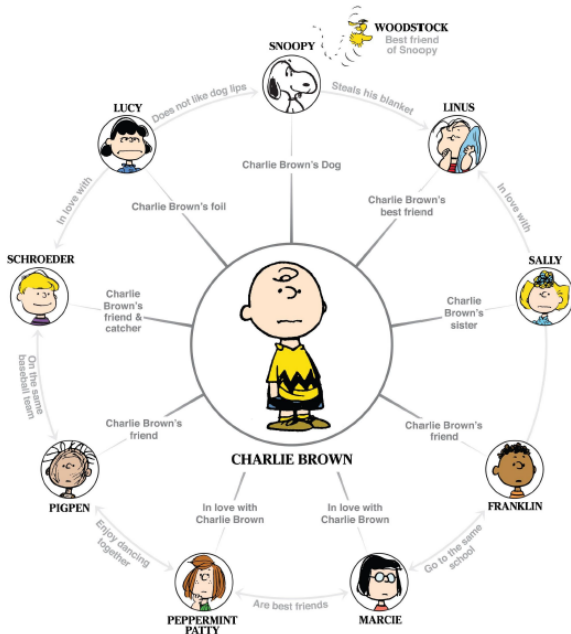 WOODSTOCK
Best friend
of Snoopy
SNOOPY
Does not like dog lips
Steals his blanket
LUCY
LINUS
Charlie Brown's Dog
In love with
Charlie Brown's foil
Charlie Brown's
best friend
In love with
SCHROEDER
SALLY
Charlie
Brown's
friend &
catcher
Charlie
Brown's
sister
On the same
baseball team
Charlie Brown's
friend
Charlie Brown's
friend
CHARLIE BROWN
PIGPEN
FRANKLIN
In love with
Charlie Brown
In love with
Charlie Brown
Enjoy dancing
together
Go to the same
school
Are best friends
PEPPERMINT
PATTY
MARCIE